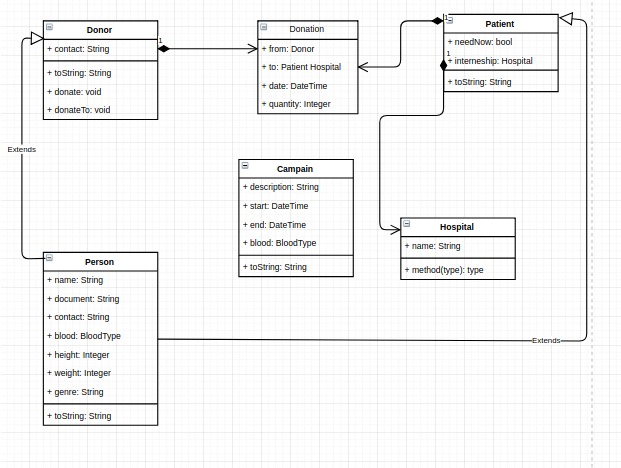 Donor
+ contact: String
+ toString: String
+ donate: void
+ donateTo: void
1
Donation
+ from: Donor
+ to: Patient Hospital
+ date: DateTime
+ quantity: Integer
1
Patient
+ needNow: bool
1
+ interneship: Hospital
+ toString: String
Extends
Campain
+ description: String
+ start: DateTime
+ end: DateTime
+ blood: BloodType
+ toString: String
Hospital
+ name: String
+ method(type): type
Person
+ name: String
+ document: String
+ contact: String
+ blood: BloodType
+ height: Integer
+ weight: Integer
+ genre: String
+ toString: String
Extends